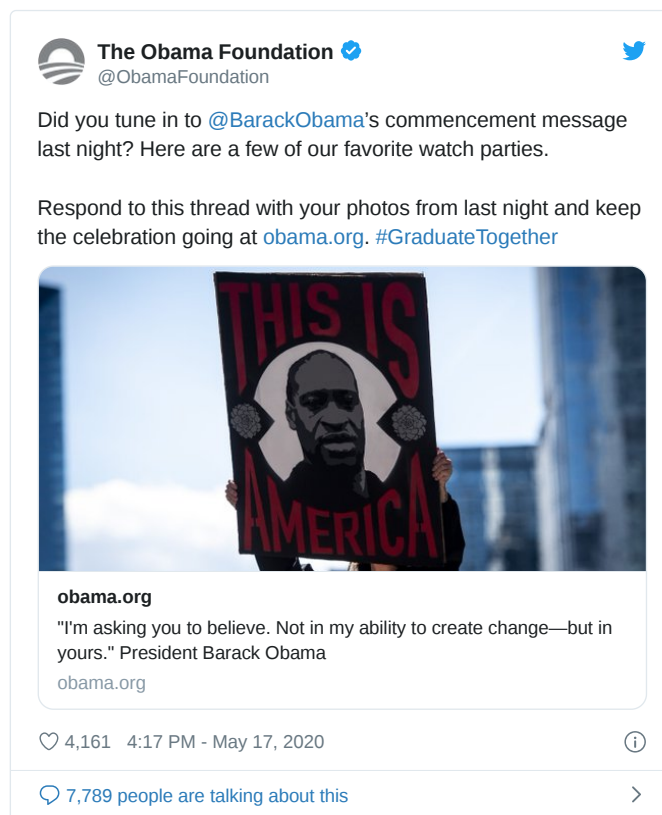 The Obama Foundation
@ObamaFoundation
Did you tune in to @BarackObama’s commencement message
last night? Here are a few of our favorite watch parties.
Respond to this thread with your photos from last night and keep
the celebration going at obama.org. #GraduateTogether
THIS IS
AMERICA
obama.org
"I'm asking you to believe. Not in my ability to create change—but in
yours." President Barack Obama
obama.org
4,161 4:17 PM - May 17, 2020
7,789 people are talking about this